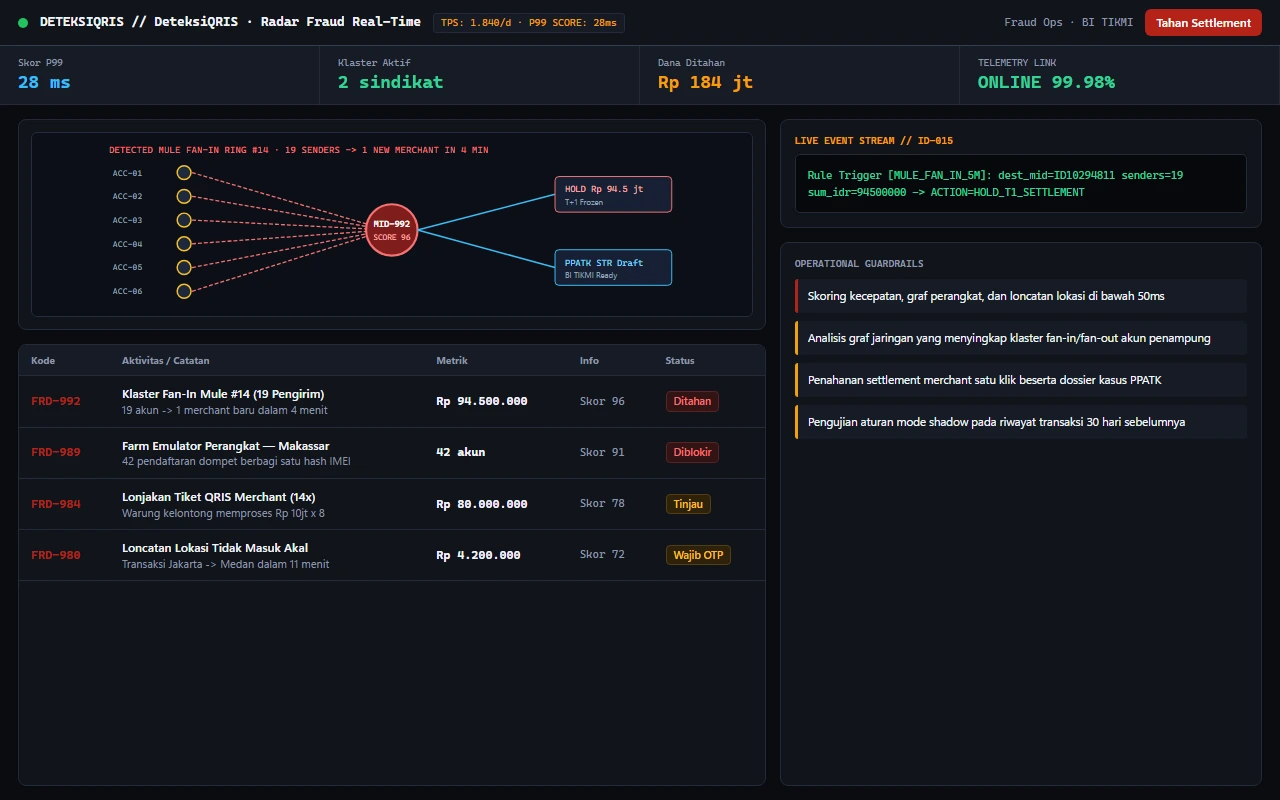 DETEKSIQRIS // DeteksiQRIS · Radar Fraud Real-Time
TPS: 1.840/d · P99 SCORE: 28ms
Fraud Ops · BI TIKMI
Tahan Settlement
Skor P99
28 ms
Klaster Aktif
2 sindikat
Dana Ditahan
Rp 184 jt
TELEMETRY LINK
ONLINE 99.98%
DETECTED MULE FAN-IN RING #14 · 19 SENDERS -> 1 NEW MERCHANT IN 4 MIN
ACC-01
ACC-02
ACC-03
ACC-04
ACC-05
ACC-06
MID-992
SCORE 96
HOLD Rp 94.5 jt
T+1 Frozen
PPATK STR Draft
BI TIKMI Ready
LIVE EVENT STREAM // ID-015
Rule Trigger [MULE_FAN_IN_5M]: dest_mid=ID10294811 senders=19
sum_idr=94500000 -> ACTION=HOLD_T1_SETTLEMENT
OPERATIONAL GUARDRAILS
Skoring kecepatan, graf perangkat, dan loncatan lokasi di bawah 50ms
Analisis graf jaringan yang menyingkap klaster fan-in/fan-out akun penampung
Penahanan settlement merchant satu klik beserta dossier kasus PPATK
Pengujian aturan mode shadow pada riwayat transaksi 30 hari sebelumnya
Kode Aktivitas / Catatan Metrik Info Status
FRD-992 Klaster Fan-In Mule #14 (19 Pengirim) Rp 94.500.000 Skor 96 Ditahan
19 akun -> 1 merchant baru dalam 4 menit
FRD-989 Farm Emulator Perangkat — Makassar 42 akun Skor 91 Diblokir
42 pendaftaran dompet berbagi satu hash IMEI
FRD-984 Lonjakan Tiket QRIS Merchant (14x) Rp 80.000.000 Skor 78 Tinjau
Warung kelontong memproses Rp 10jt x 8
FRD-980 Loncatan Lokasi Tidak Masuk Akal Rp 4.200.000 Skor 72 Wajib OTP
Transaksi Jakarta -> Medan dalam 11 menit